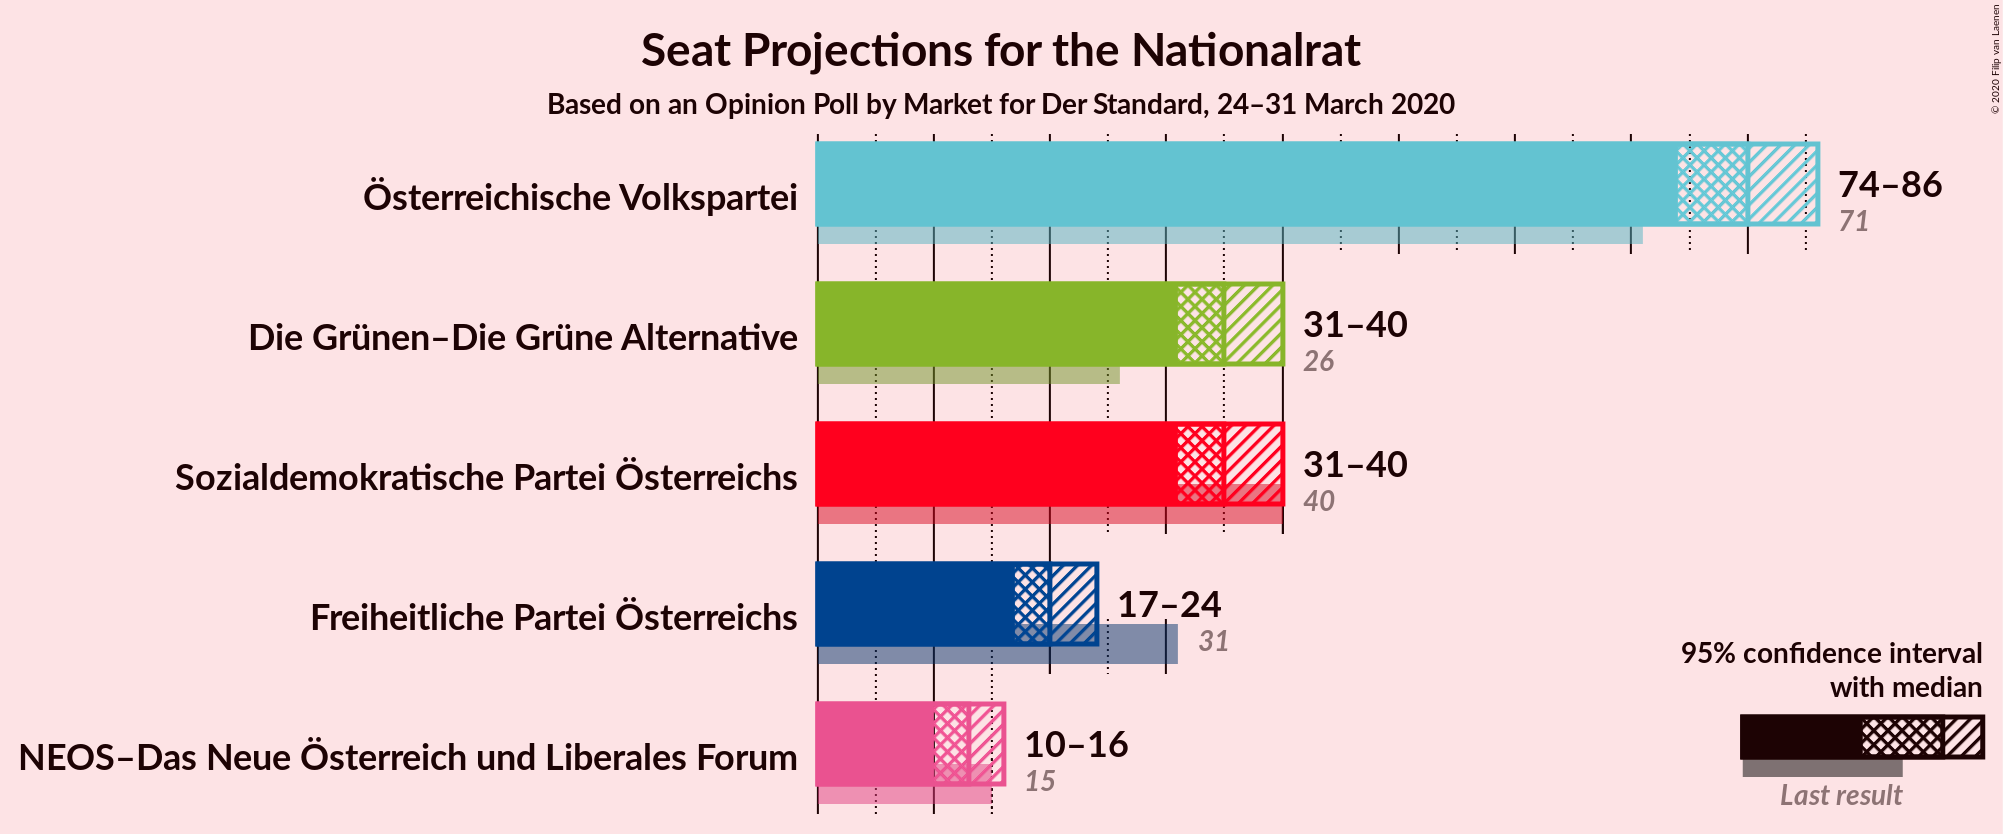 Seat Projections for the Nationalrat
Based on an Opinion Poll by Market for Der Standard, 24–31 March 2020
© 2020 Filip van Laenen
Österreichische Volkspartei
74–86
71
Die Grünen–Die Grüne Alternative
31–40
26
Sozialdemokratische Partei Österreichs
31–40
40
Freiheitliche Partei Österreichs
17–24
31
NEOS–Das Neue Österreich und Liberales Forum
10–16
15
95% confidence interval
with median
Last result